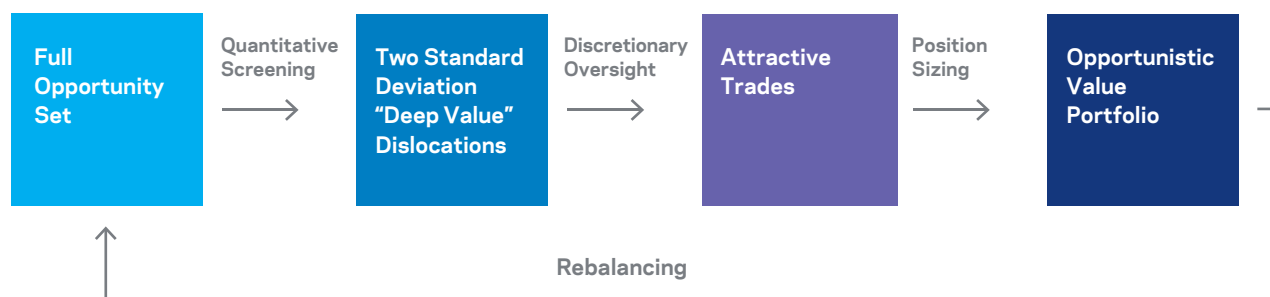 Full
Opportunity
Set
Quantitative
Screening
Two Standard
Deviation
“Deep Value”
Dislocations
Discretionary
Oversight
Attractive
Trades
Position
Sizing
Opportunistic
Value
Portfolio
Rebalancing